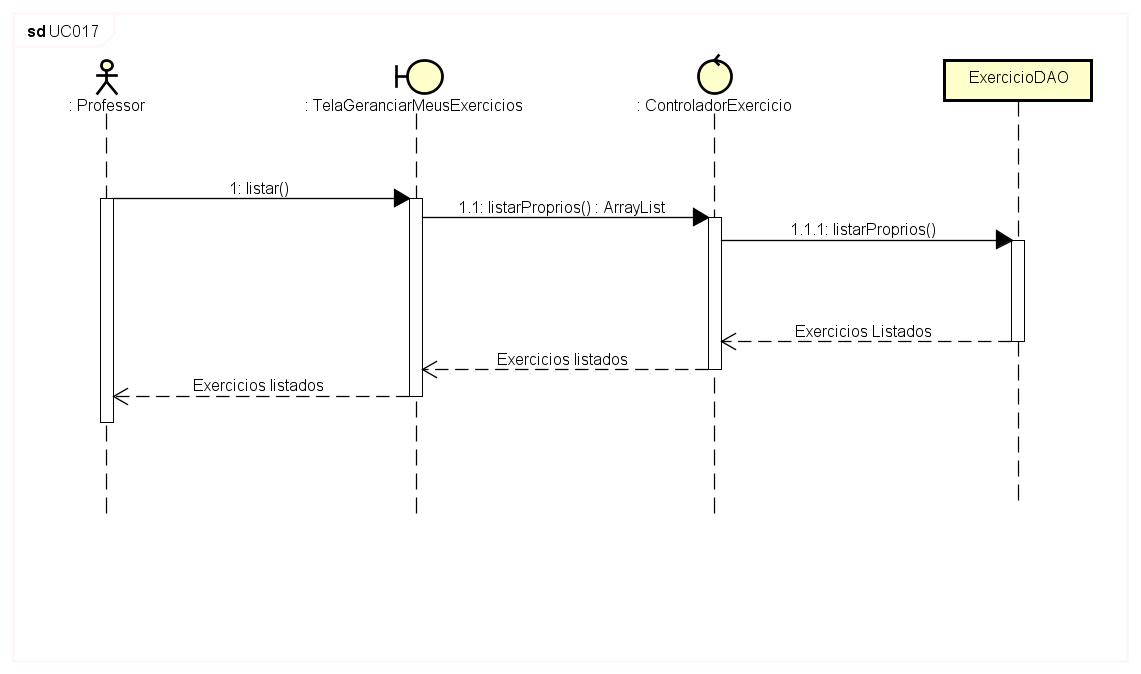 sd UC017
: Professor
: TelaGeranciarMeusExercicios
: ControladorExercicio
ExercicioDAO
1: listar()
1.1: listarProprios() : ArrayList
1.1.1: listarProprios()
Exercicios Listados
Exercicios listados
Exercicios listados